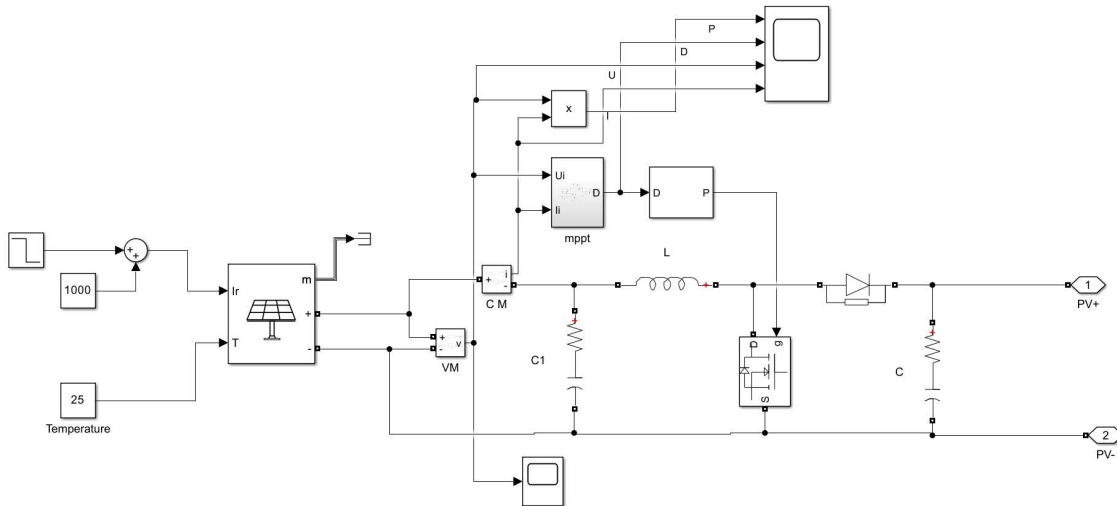 P
D
U
I
x
Ui
Ii
D
mppt
D
P
L
+
+
1000
Ir
T
m
+
-
+
-
i
C M
+
-
v
VM
+
+
+
C1
D
g
S
C
1
PV+
2
PV-
25
Temperature